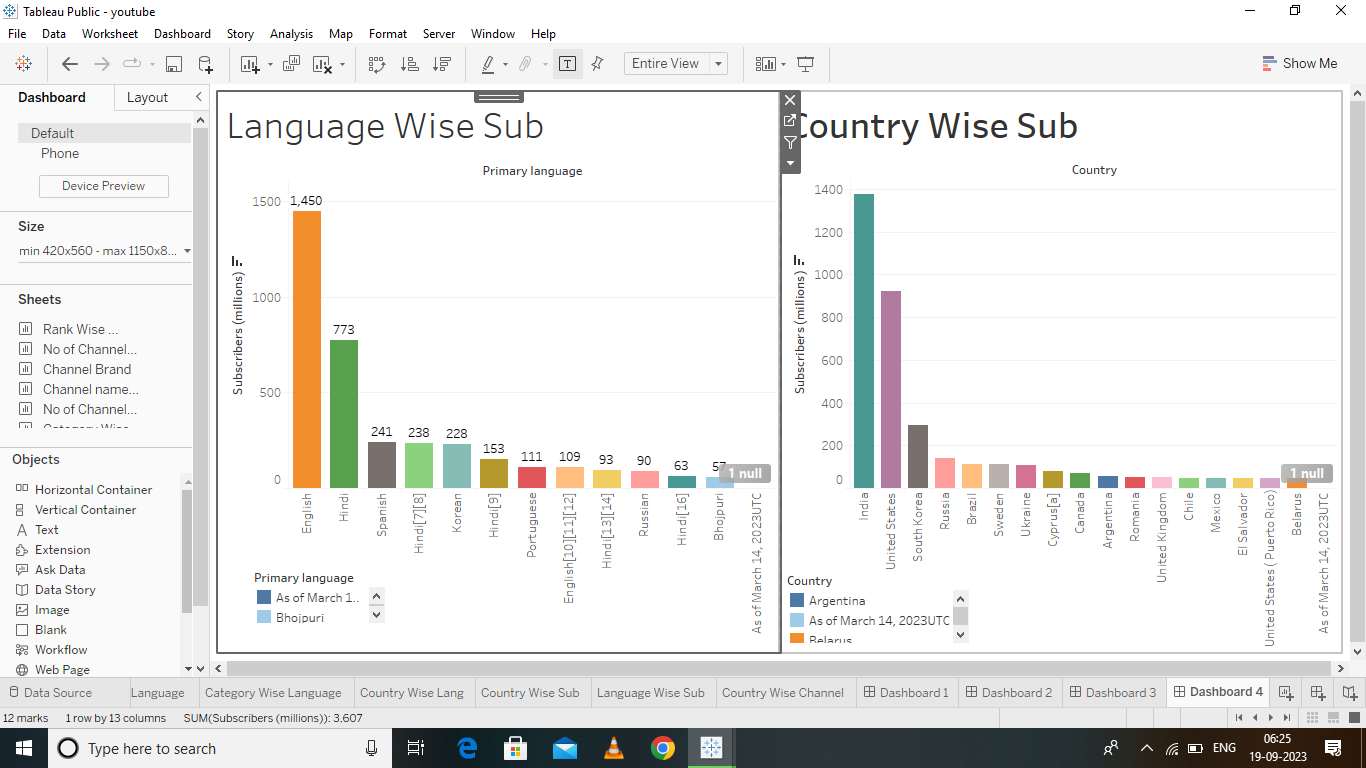 Tableau Public - youtube
File Data Worksheet Dashboard Story Analysis Map Format Server Window Help
Entire View
Show Me
Dashboard Layout
Default
Phone
Device Preview
Size
min 420x560 - max 1150x8...
Sheets
Rank Wise ...
No of Channel...
Channel Brand
Channel name...
No of Channel...
Category Wise
Objects
Horizontal Container
Vertical Container
Text
Extension
Ask Data
Data Story
Image
Blank
Workflow
Web Page
Language Wise Sub
Primary language
Subscribers (millions)
1500
1000
500
0
1,450
773
241
238
228
153
111
109
93
90
63
57
1 null
English
Hindi
Spanish
Hindi[7][8]
Korean
Hindi[9]
Portuguese
English[10][11][12]
Hindi[13][14]
Russian
Hindi[16]
Bhojpuri
As of March 14, 2023UTC
Primary language
As of March 1..
Bhojpuri
Country Wise Sub
Country
Subscribers (millions)
1400
1200
1000
800
600
400
200
0
1 null
India
United States
South Korea
Russia
Brazil
Sweden
Ukraine
Cyprus[a]
Canada
Argentina
Romania
United Kingdom
Chile
Mexico
El Salvador
United States ( Puerto Rico)
Belarus
As of March 14, 2023UTC
Country
Argentina
As of March 14, 2023UTC
Belarus
Data Source Language Category Wise Language Country Wise Lang Country Wise Sub Language Wise Sub Country Wise Channel Dashboard 1 Dashboard 2 Dashboard 3 Dashboard 4
12 marks 1 row by 13 columns SUM(Subscribers (millions)): 3,607
Type here to search
ENG
06:25
19-09-2023